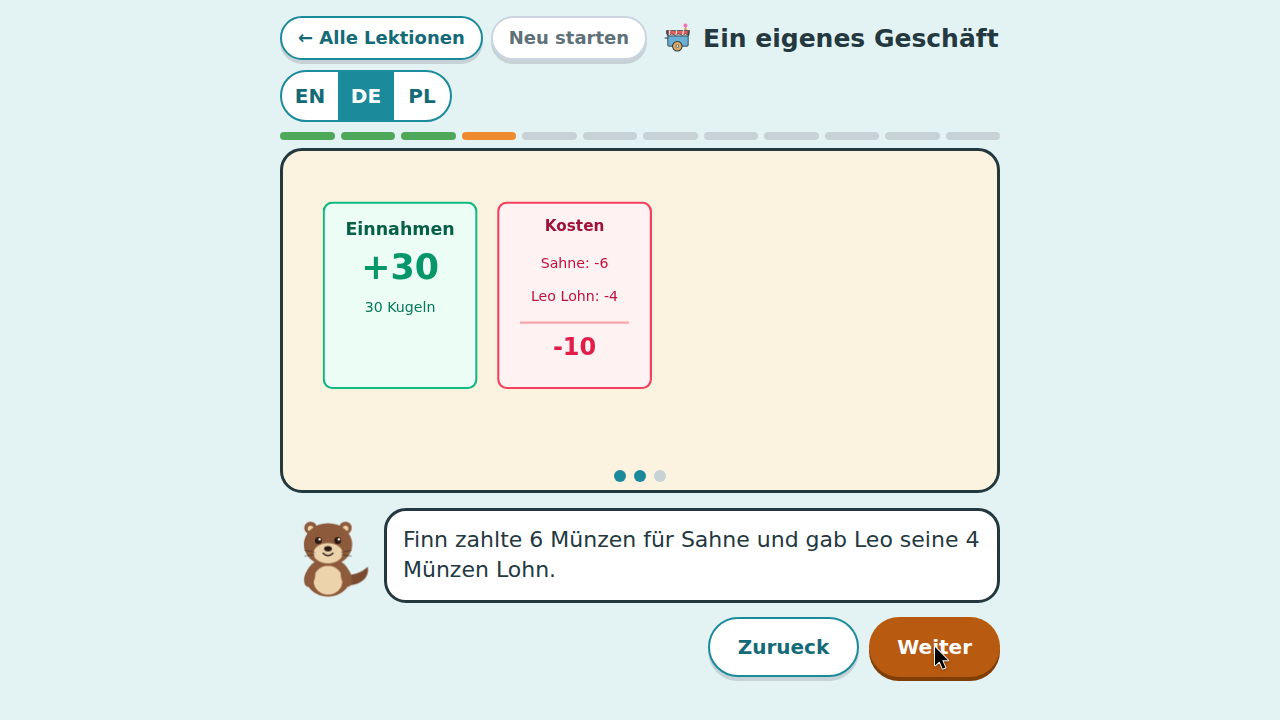 ← Alle Lektionen
Neu starten
Ein eigenes Geschäft
EN
DE
PL
Einnahmen
+30
30 Kugeln
Kosten
Sahne: -6
Leo Lohn: -4
-10
Finn zahlte 6 Münzen für Sahne und gab Leo seine 4
Münzen Lohn.
Zurueck
Weiter